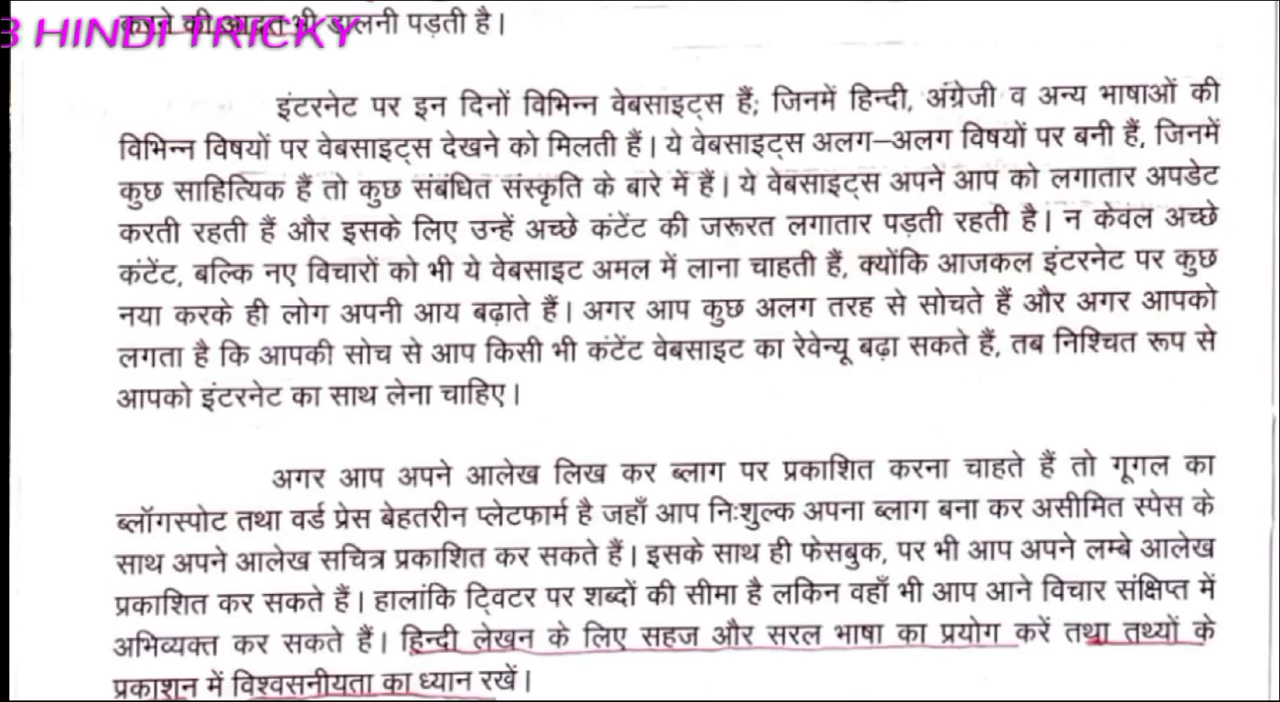 करने की आदत भी डालनी पड़ती है।
3 HINDI TRICKY
इंटरनेट पर इन दिनों विभिन्न वेबसाइट्स हैं; जिनमें हिन्दी, अंग्रेजी व अन्य भाषाओं की
विभिन्न विषयों पर वेबसाइट्स देखने को मिलती हैं। ये वेबसाइट्स अलग–अलग विषयों पर बनी हैं, जिनमें
कुछ साहित्यिक हैं तो कुछ संबंधित संस्कृति के बारे में हैं। ये वेबसाइट्स अपने आप को लगातार अपडेट
करती रहती हैं और इसके लिए उन्हें अच्छे कंटेंट की जरूरत लगातार पड़ती रहती है। न केवल अच्छे
कंटेंट, बल्कि नए विचारों को भी ये वेबसाइट अमल में लाना चाहती हैं, क्योंकि आजकल इंटरनेट पर कुछ
नया करके ही लोग अपनी आय बढ़ाते हैं। अगर आप कुछ अलग तरह से सोचते हैं और अगर आपको
लगता है कि आपकी सोच से आप किसी भी कंटेंट वेबसाइट का रेवेन्यू बढ़ा सकते हैं, तब निश्चित रूप से
आपको इंटरनेट का साथ लेना चाहिए।
अगर आप अपने आलेख लिख कर ब्लाग पर प्रकाशित करना चाहते हैं तो गूगल का
ब्लॉगस्पोट तथा वर्ड प्रेस बेहतरीन प्लेटफार्म है जहाँ आप निःशुल्क अपना ब्लाग बना कर असीमित स्पेस के
साथ अपने आलेख सचित्र प्रकाशित कर सकते हैं। इसके साथ ही फेसबुक, पर भी आप अपने लम्बे आलेख
प्रकाशित कर सकते हैं। हालांकि ट्विटर पर शब्दों की सीमा है लकिन वहाँ भी आप आने विचार संक्षिप्त में
अभिव्यक्त कर सकते हैं। हिन्दी लेखन के लिए सहज और सरल भाषा का प्रयोग करें तथा तथ्यों के
प्रकाशन में विश्वसनीयता का ध्यान रखें।